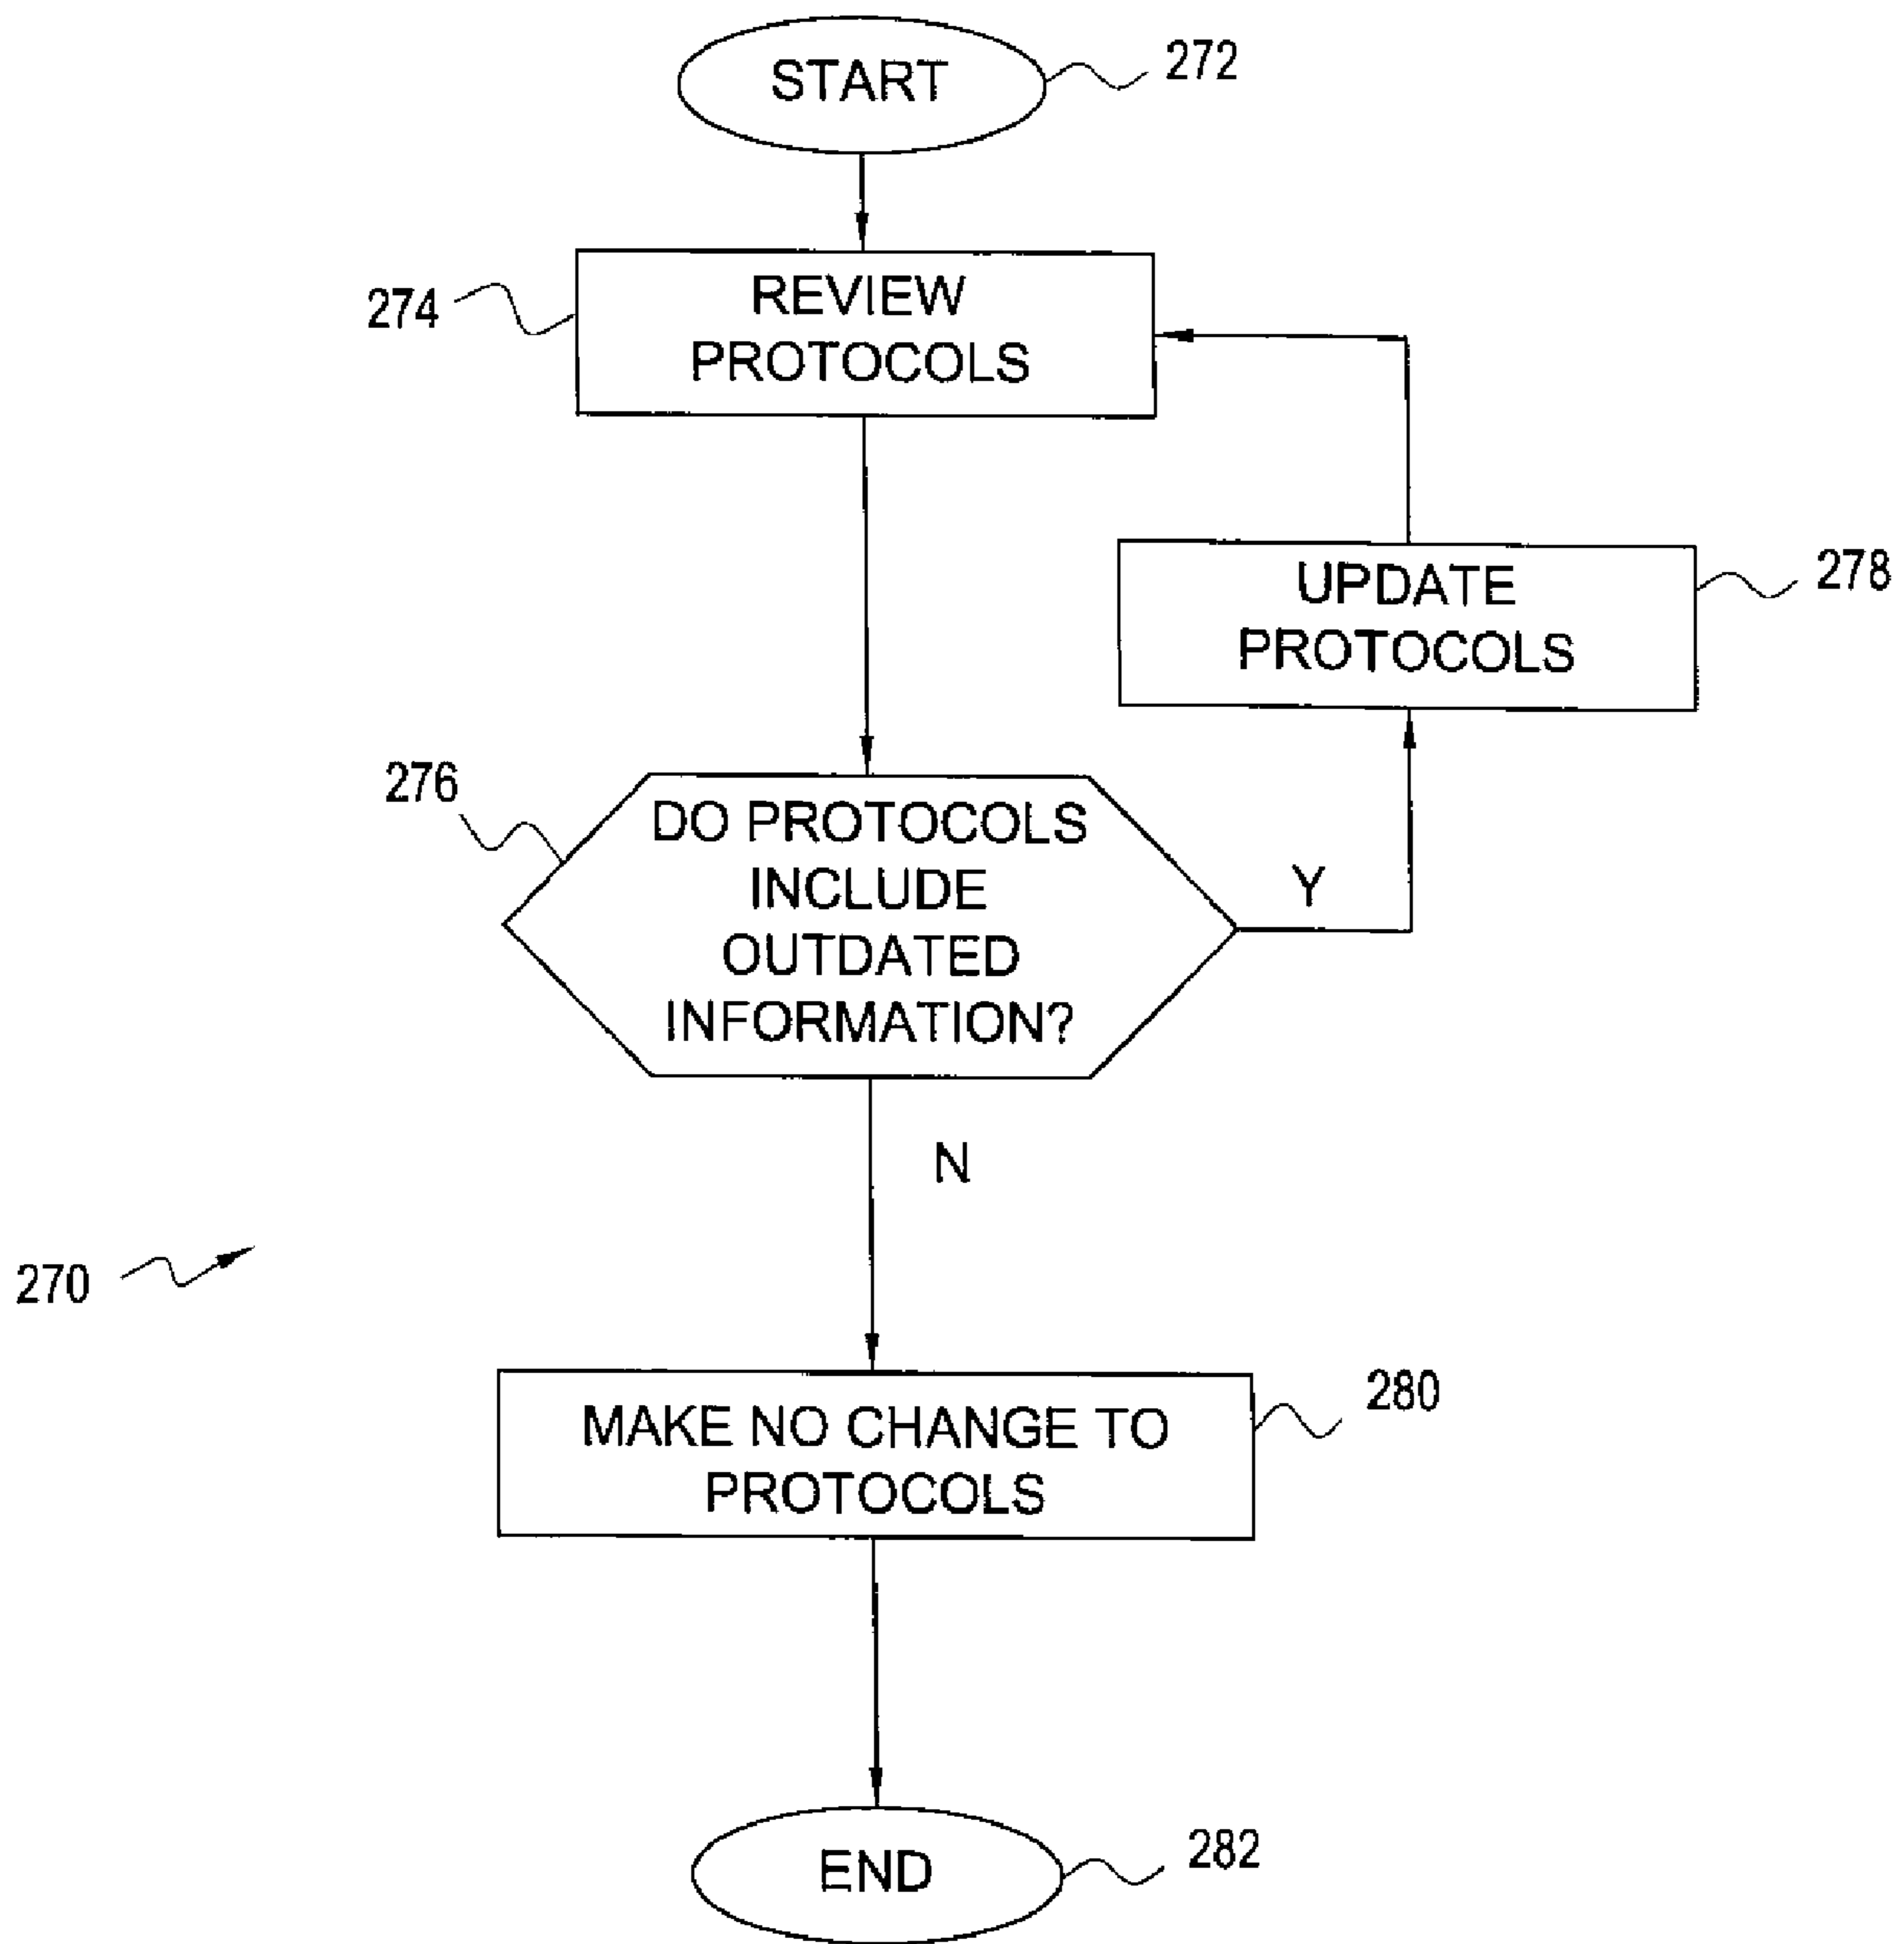 START
272
274
REVIEW
PROTOCOLS
UPDATE
PROTOCOLS
278
276
DO PROTOCOLS
INCLUDE
OUTDATED
INFORMATION?
Y
N
270
MAKE NO CHANGE TO
PROTOCOLS
280
END
282